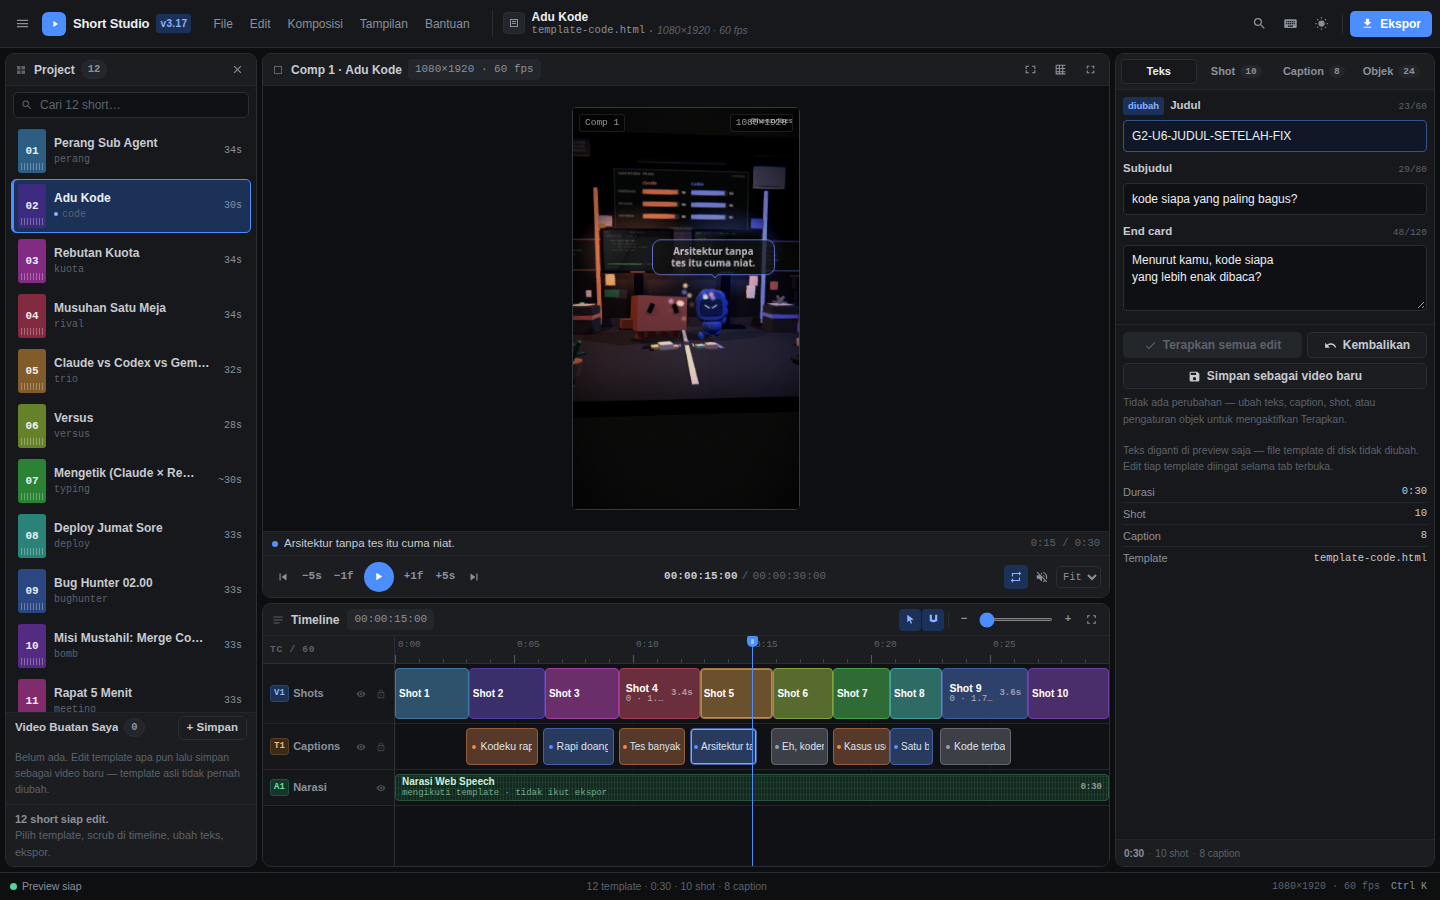 Short Studio v3.17 File Edit Komposisi Tampilan Bantuan
Adu Kode
template-code.html · 1080×1920 · 60 fps
Ekspor
Project 12
Cari 12 short…
01 Perang Sub Agent 34s
perang
02 Adu Kode 30s
code
03 Rebutan Kuota 34s
kuota
04 Musuhan Satu Meja 34s
rival
05 Claude vs Codex vs Gem… 32s
trio
06 Versus 28s
versus
07 Mengetik (Claude × Re… ~30s
typing
08 Deploy Jumat Sore 33s
deploy
09 Bug Hunter 02.00 33s
bughunter
10 Misi Mustahil: Merge Co… 33s
bomb
11 Rapat 5 Menit 33s
meeting
Video Buatan Saya 0 + Simpan
Belum ada. Edit template apa pun lalu simpan
sebagai video baru — template asli tidak pernah
diubah.
12 short siap edit.
Pilih template, scrub di timeline, ubah teks,
ekspor.
Comp 1 · Adu Kode 1080×1920 · 60 fps
Comp 1 1080×1920
Arsitektur tanpa
tes itu cuma niat.
Arsitektur tanpa tes itu cuma niat. 0:15 / 0:30
−5s −1f +1f +5s 00:00:15:00 / 00:00:30:00 Fit
Timeline 00:00:15:00 − +
TC / 60 0:00 0:05 0:10 0:15 0:20 0:25
V1 Shots Shot 1 Shot 2 Shot 3 Shot 4 3.4s Shot 5 Shot 6 Shot 7 Shot 8 Shot 9 3.6s Shot 10
0 · 1.… 0 · 1.7…
T1 Captions Kodeku rap Rapi doang Tes banyak Arsitektur ta Eh, koder Kasus us Satu b Kode terba
A1 Narasi Narasi Web Speech 0:30
mengikuti template · tidak ikut ekspor
Teks Shot 10 Caption 8 Objek 24
diubah Judul 23/60
G2-U6-JUDUL-SETELAH-FIX
Subjudul 29/80
kode siapa yang paling bagus?
End card 48/120
Menurut kamu, kode siapa
yang lebih enak dibaca?
Terapkan semua edit Kembalikan
Simpan sebagai video baru
Tidak ada perubahan — ubah teks, caption, shot, atau
pengaturan objek untuk mengaktifkan Terapkan.
Teks diganti di preview saja — file template di disk tidak diubah.
Edit tiap template diingat selama tab terbuka.
Durasi 0:30
Shot 10
Caption 8
Template template-code.html
0:30 · 10 shot · 8 caption
Preview siap 12 template · 0:30 · 10 shot · 8 caption 1080×1920 · 60 fps Ctrl K